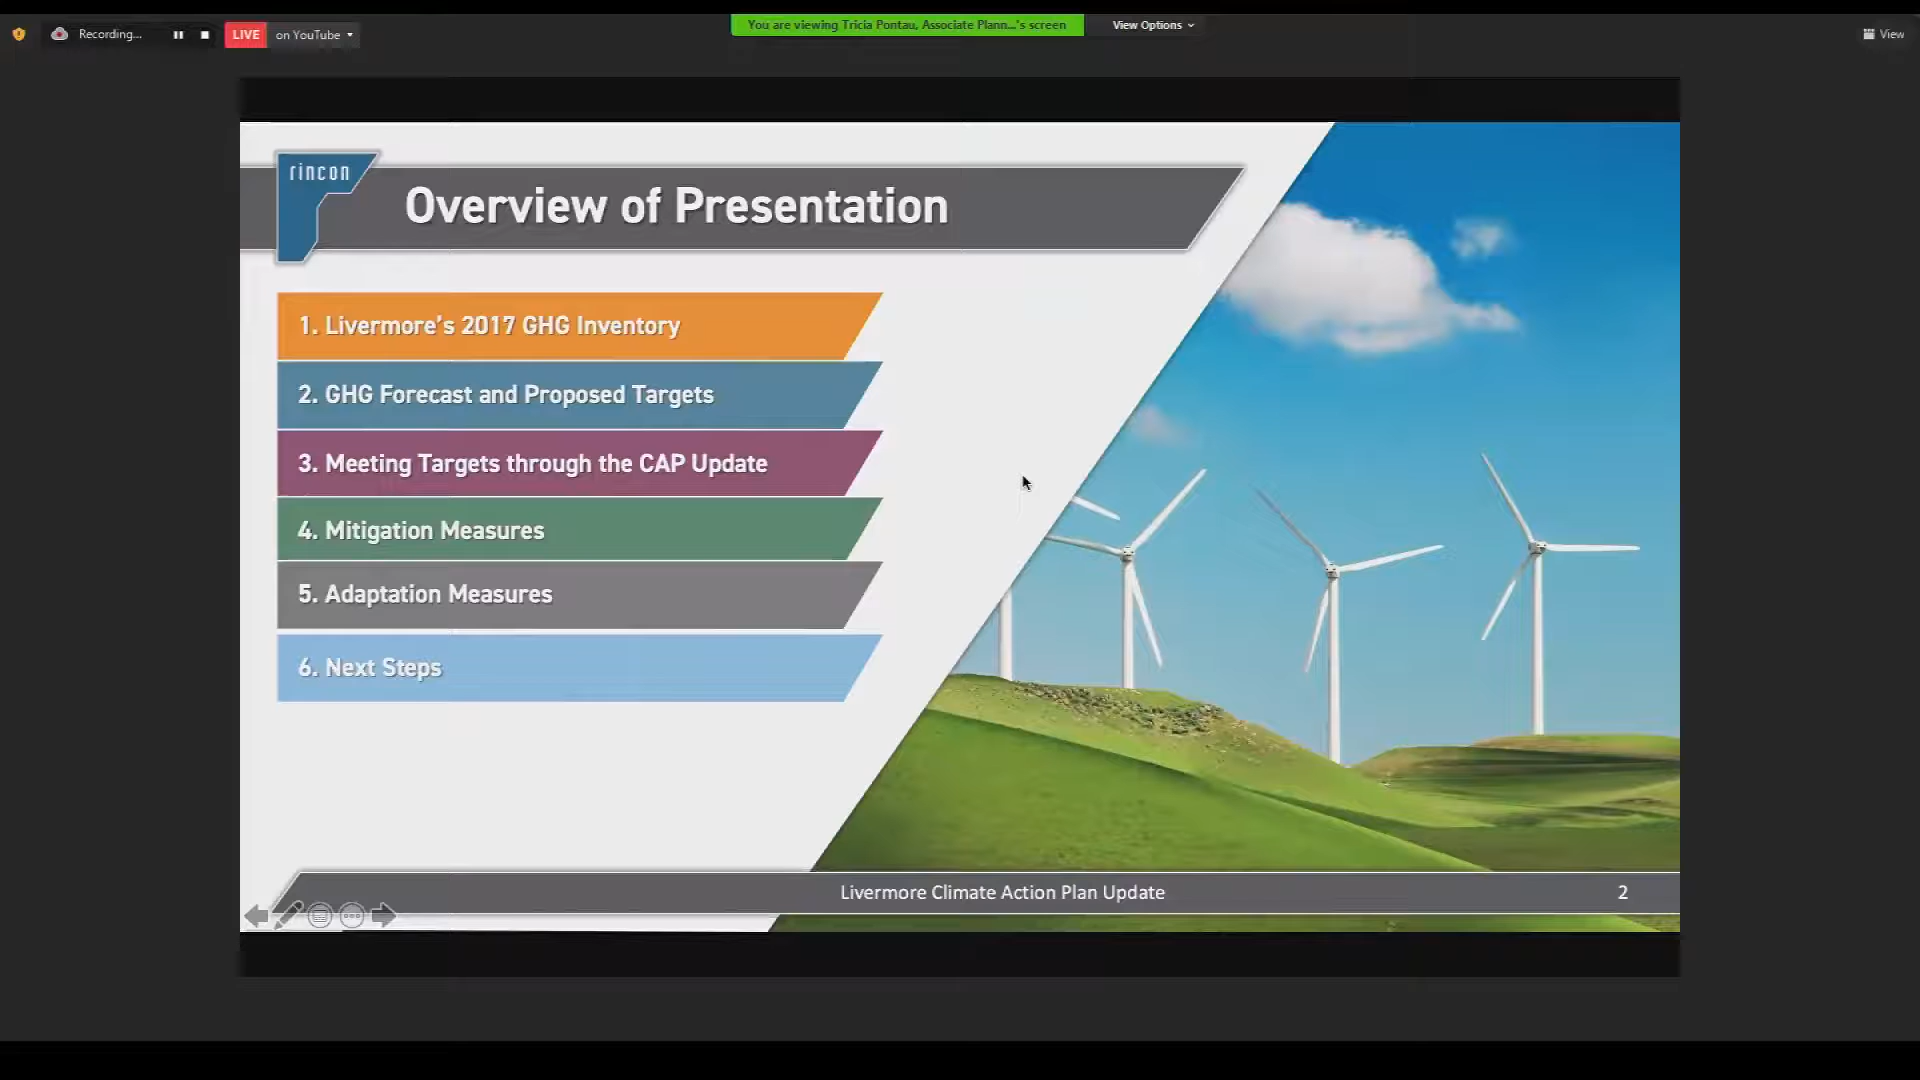 Recording...
LIVE on YouTube
You are viewing Tricia Pontau, Associate Plann...'s screen
View Options
View
rincon
Overview of Presentation
1. Livermore's 2017 GHG Inventory
2. GHG Forecast and Proposed Targets
3. Meeting Targets through the CAP Update
4. Mitigation Measures
5. Adaptation Measures
6. Next Steps
Livermore Climate Action Plan Update
2